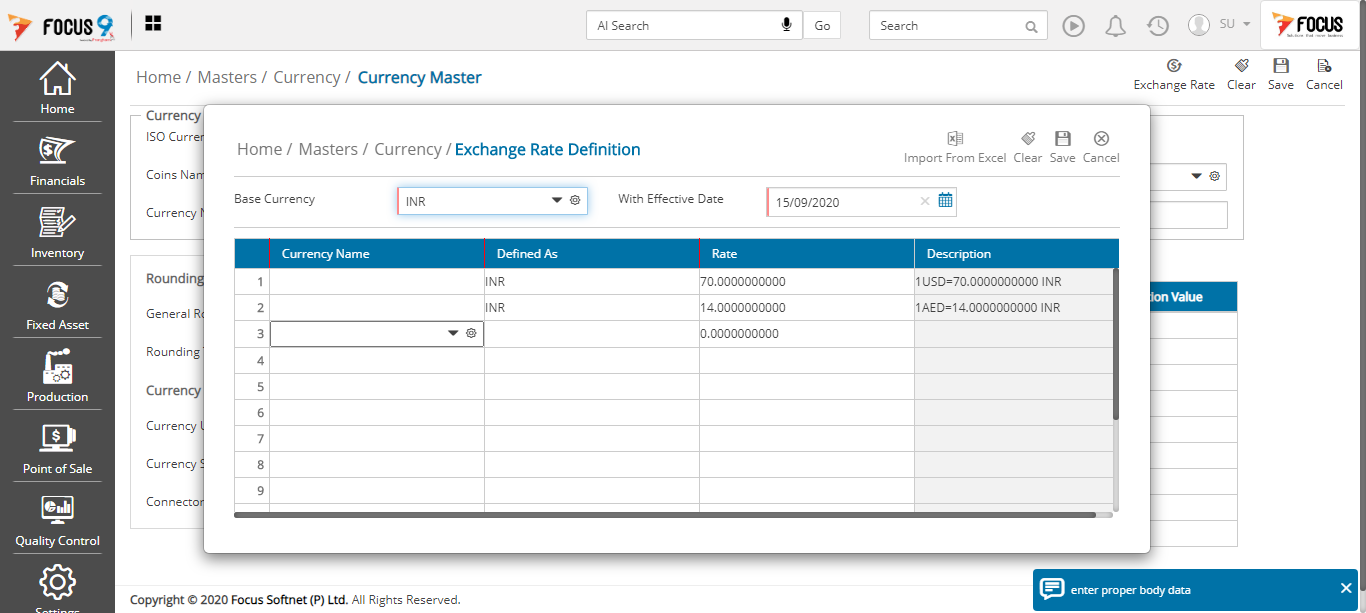 FOCUS 9
AI Search
Go
Search
SU
FOCUS
Home / Masters / Currency / Currency Master
Exchange Rate
Clear
Save
Cancel
Home
Financials
Inventory
Fixed Asset
Production
Point of Sale
Quality Control
Settings
Currency
ISO Curren
Coins Nam
Currency N
Rounding
General Ro
Rounding
Currency
Currency U
Currency S
Connector
ion Value
Home / Masters / Currency / Exchange Rate Definition
Import From Excel
Clear
Save
Cancel
Base Currency
INR
With Effective Date
15/09/2020
Currency Name Defined As Rate Description
1 INR 70.0000000000 1USD=70.0000000000 INR
2 INR 14.0000000000 1AED=14.0000000000 INR
3 0.0000000000
4
5
6
7
8
9
Copyright © 2020 Focus Softnet (P) Ltd. All Rights Reserved.
enter proper body data